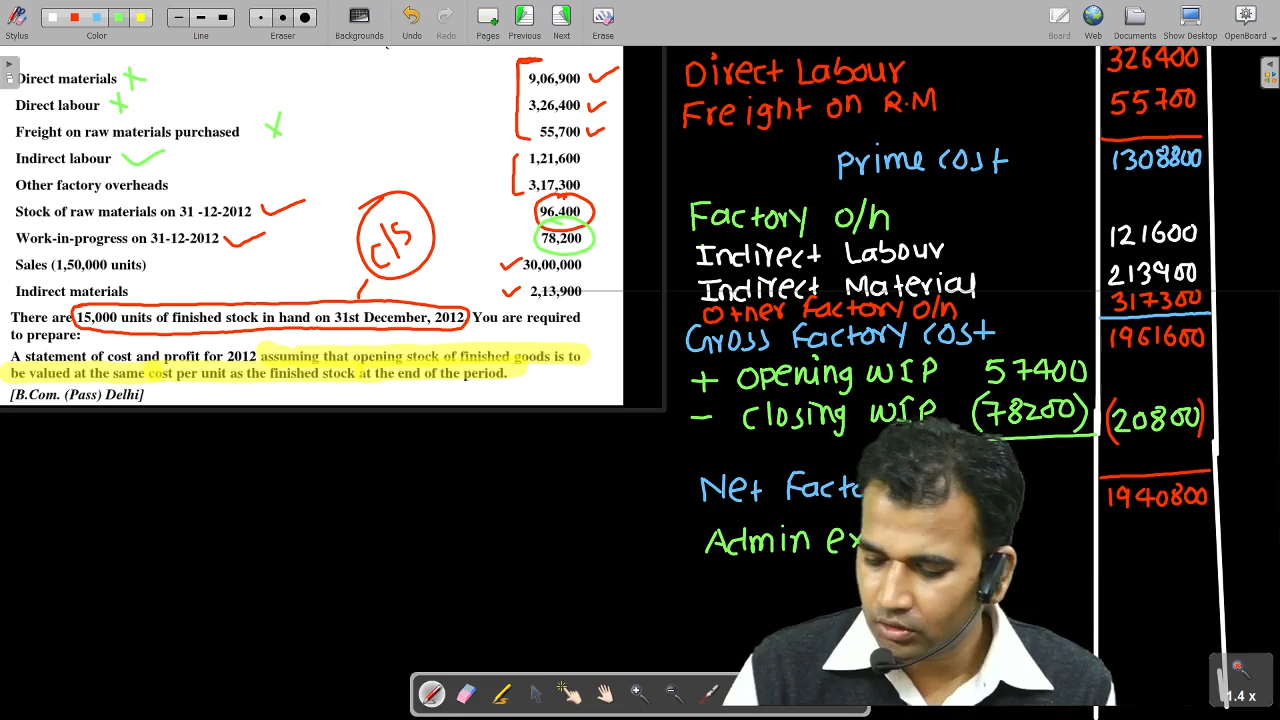 Stylus
Color
Line
Eraser
Backgrounds
Undo
Pages
Previous
Next
Erase
Board
Web
Documents
Show Desktop
OpenBoard
Direct materials 9,06,900
Direct labour 3,26,400
Freight on raw materials purchased 55,700
Indirect labour 1,21,600
Other factory overheads 3,17,300
Stock of raw materials on 31 -12-2012 96,400
Work-in-progress on 31-12-2012 78,200
Sales (1,50,000 units) 30,00,000
Indirect materials 2,13,900
c/s
There are 15,000 units of finished stock in hand on 31st December, 2012. You are required
to prepare:
A statement of cost and profit for 2012 assuming that opening stock of finished goods is to
be valued at the same cost per unit as the finished stock at the end of the period.
[B.Com. (Pass) Delhi]
Direct Labour 326400
Freight on R.M 55700
prime cost 1308800
Factory o/h
Indirect Labour 121600
Indirect Material 213900
Other factory o/h 317300
Gross Factory cost 1961600
+ opening WIP 57400
- closing WIP (78200) (20800)
Net 1940800
Admin
1.4 x